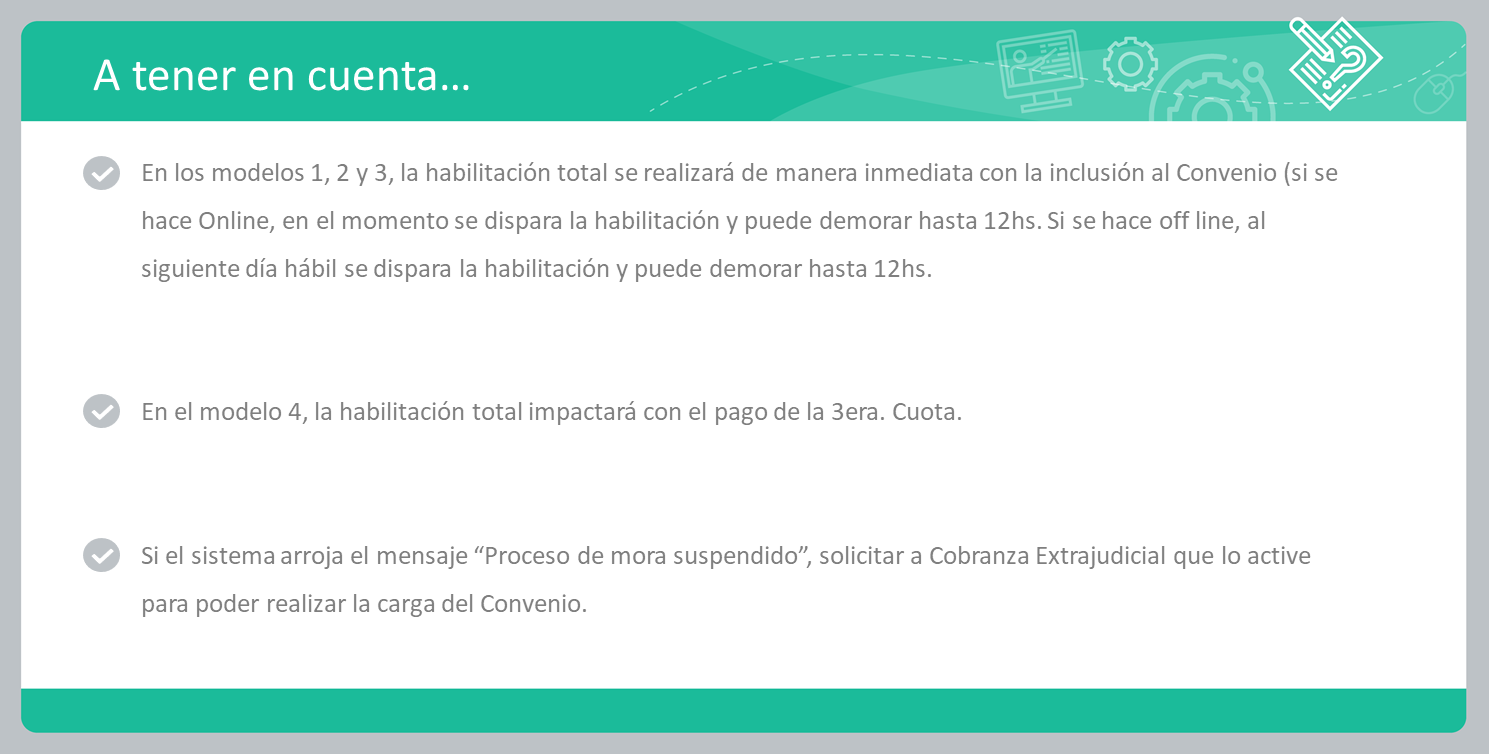 A tener en cuenta...
En los modelos 1, 2 y 3, la habilitación total se realizará de manera inmediata con la inclusión al Convenio (si se
hace Online, en el momento se dispara la habilitación y puede demorar hasta 12hs. Si se hace off line, al
siguiente día hábil se dispara la habilitación y puede demorar hasta 12hs.
En el modelo 4, la habilitación total impactará con el pago de la 3era. Cuota.
Si el sistema arroja el mensaje “Proceso de mora suspendido”, solicitar a Cobranza Extrajudicial que lo active
para poder realizar la carga del Convenio.